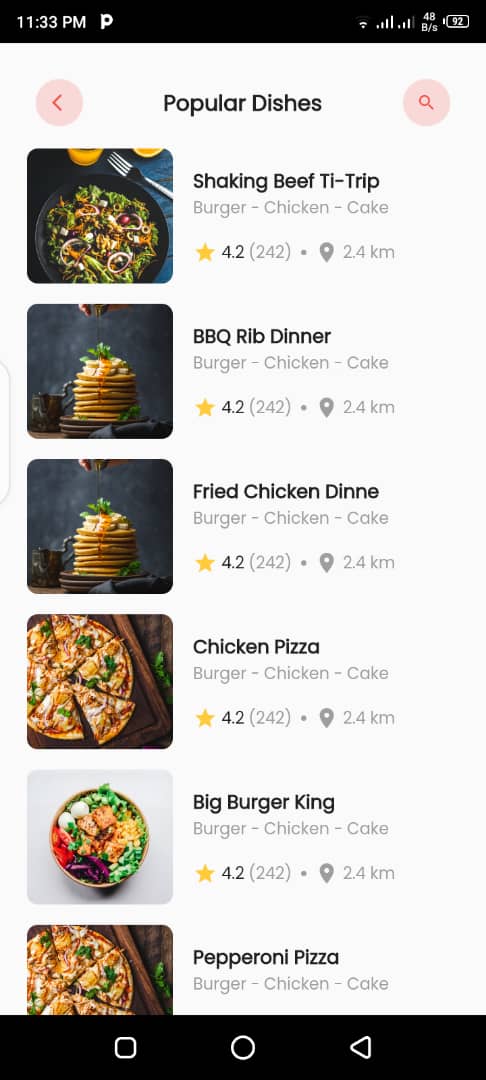 11:33 PM
48
B/s
92
Popular Dishes
Shaking Beef Ti-Trip
Burger - Chicken - Cake
4.2 (242) • 2.4 km
BBQ Rib Dinner
Burger - Chicken - Cake
4.2 (242) • 2.4 km
Fried Chicken Dinne
Burger - Chicken - Cake
4.2 (242) • 2.4 km
Chicken Pizza
Burger - Chicken - Cake
4.2 (242) • 2.4 km
Big Burger King
Burger - Chicken - Cake
4.2 (242) • 2.4 km
Pepperoni Pizza
Burger - Chicken - Cake